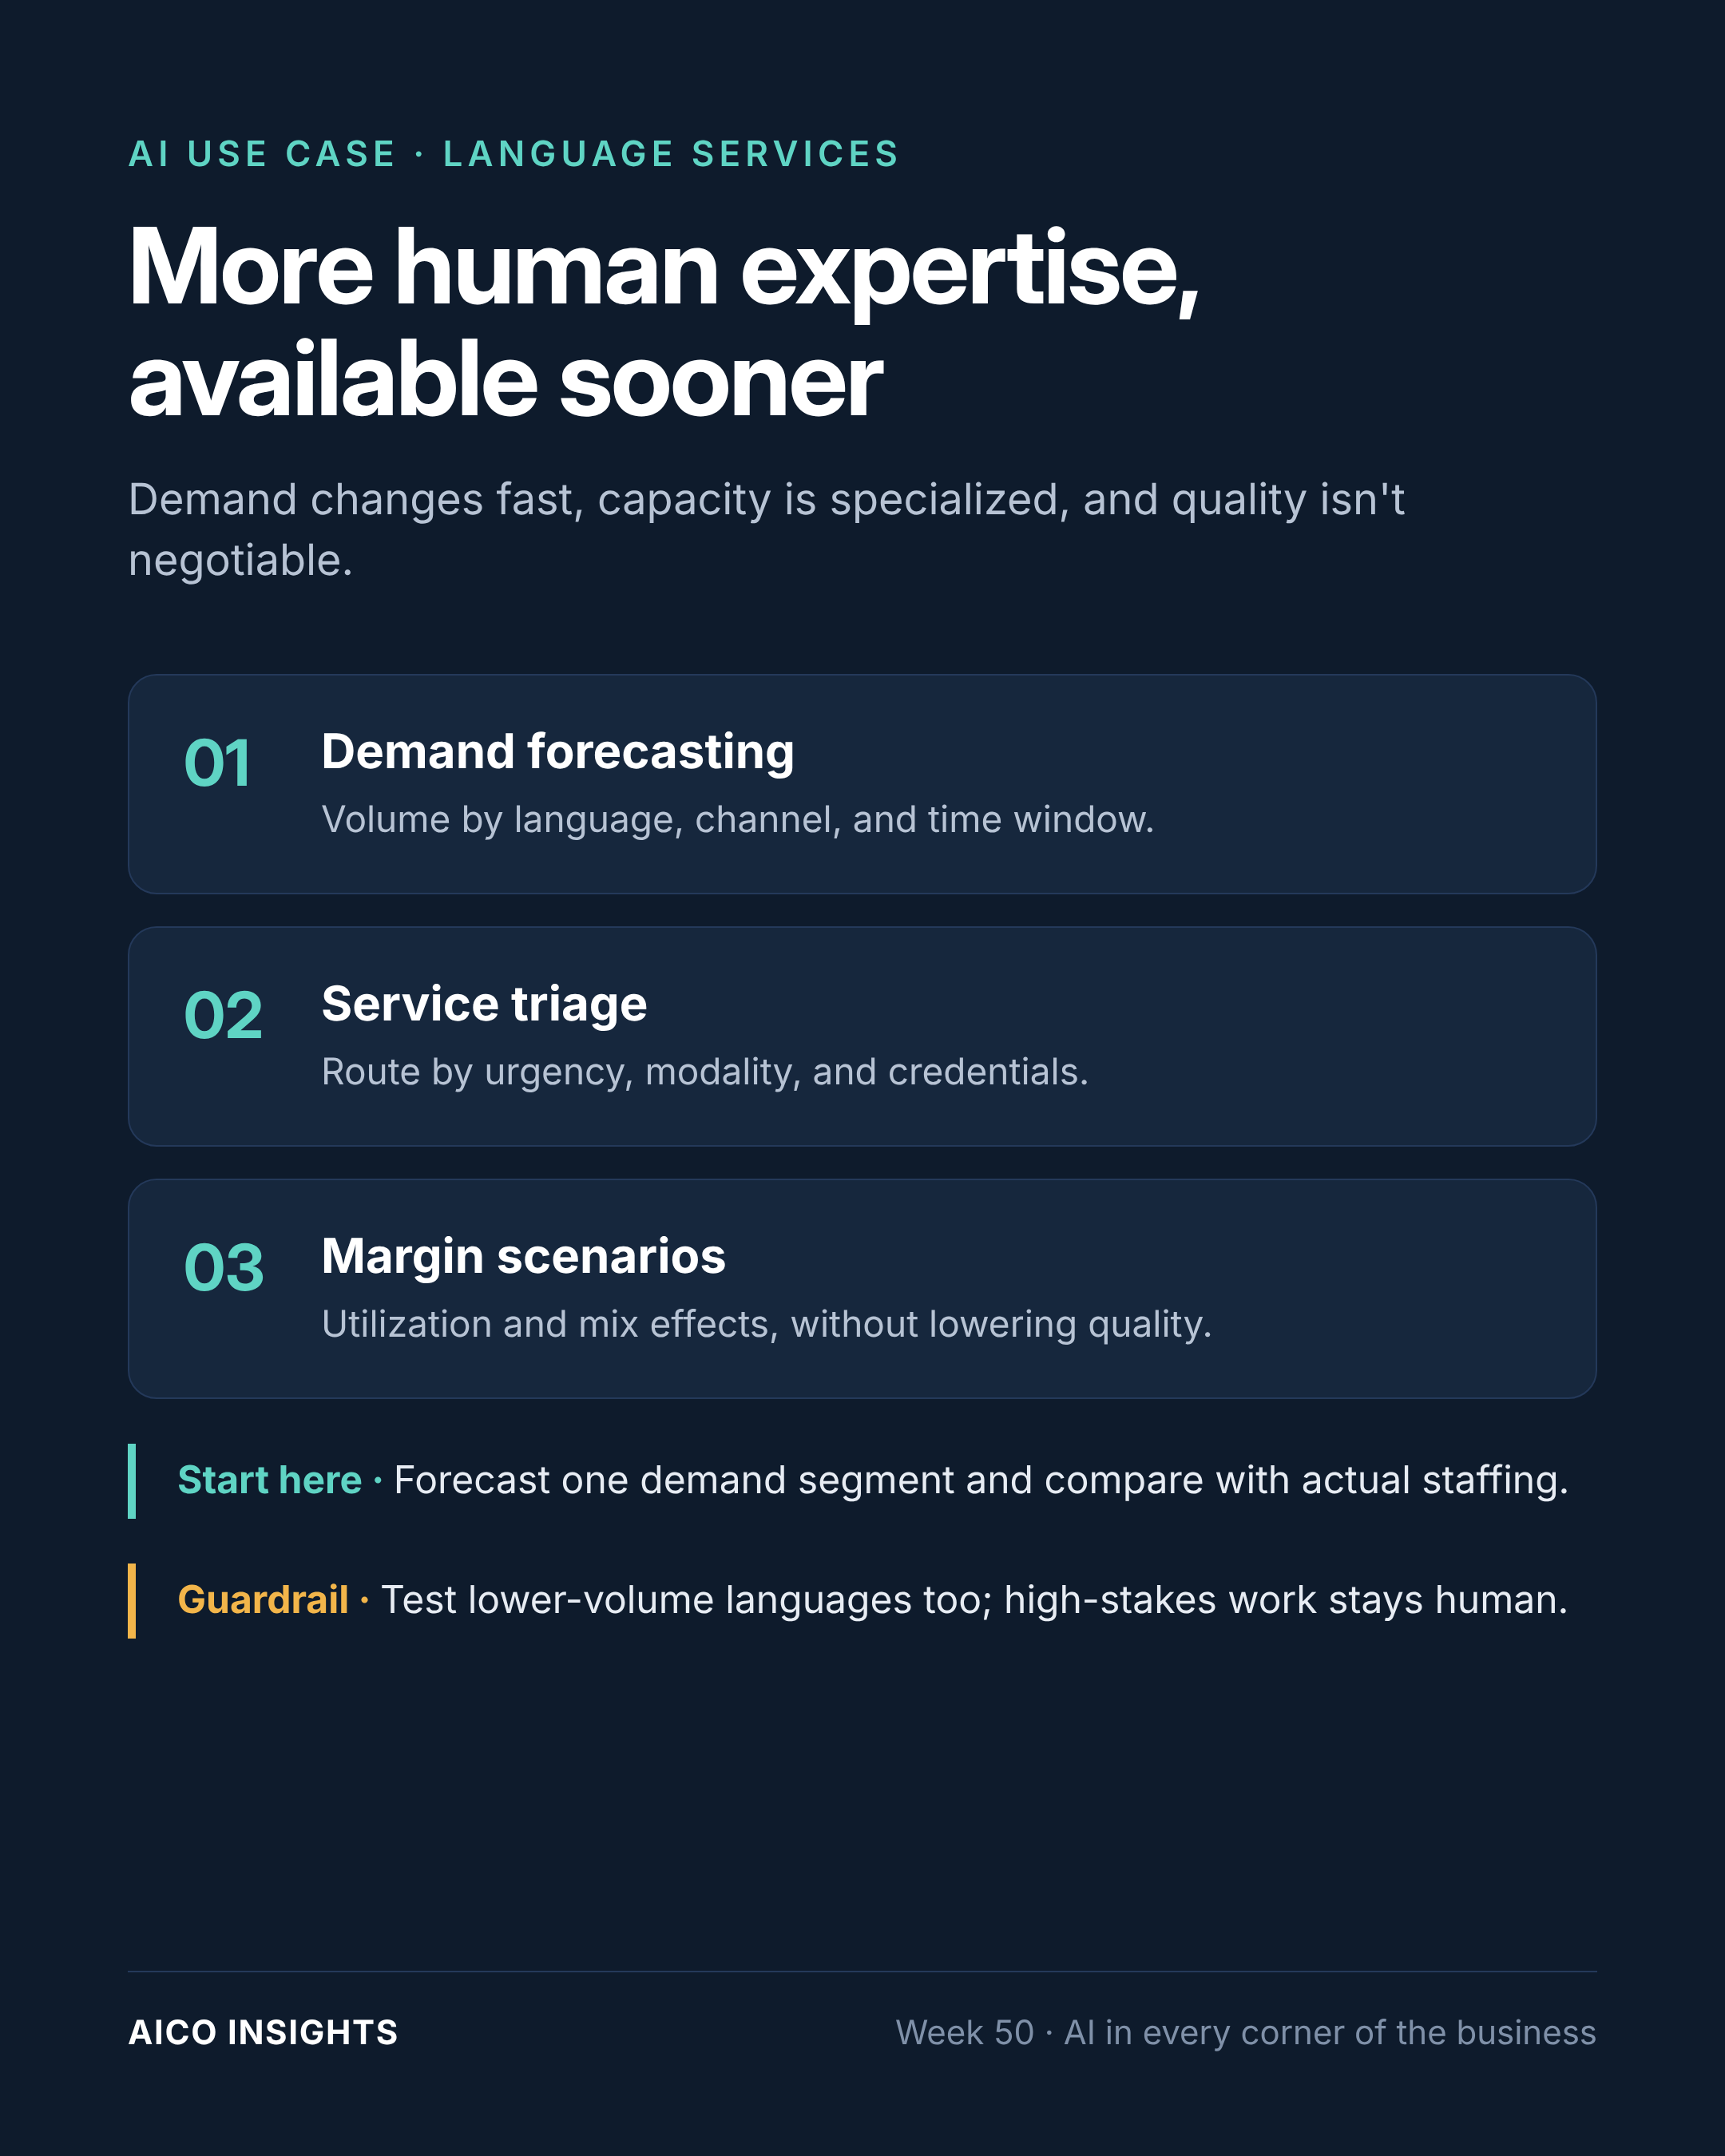 AI USE CASE · LANGUAGE SERVICES
More human expertise,
available sooner
Demand changes fast, capacity is specialized, and quality isn't
negotiable.
01
Demand forecasting
Volume by language, channel, and time window.
02
Service triage
Route by urgency, modality, and credentials.
03
Margin scenarios
Utilization and mix effects, without lowering quality.
Start here · Forecast one demand segment and compare with actual staffing.
Guardrail · Test lower-volume languages too; high-stakes work stays human.
AICO INSIGHTS
Week 50 · AI in every corner of the business